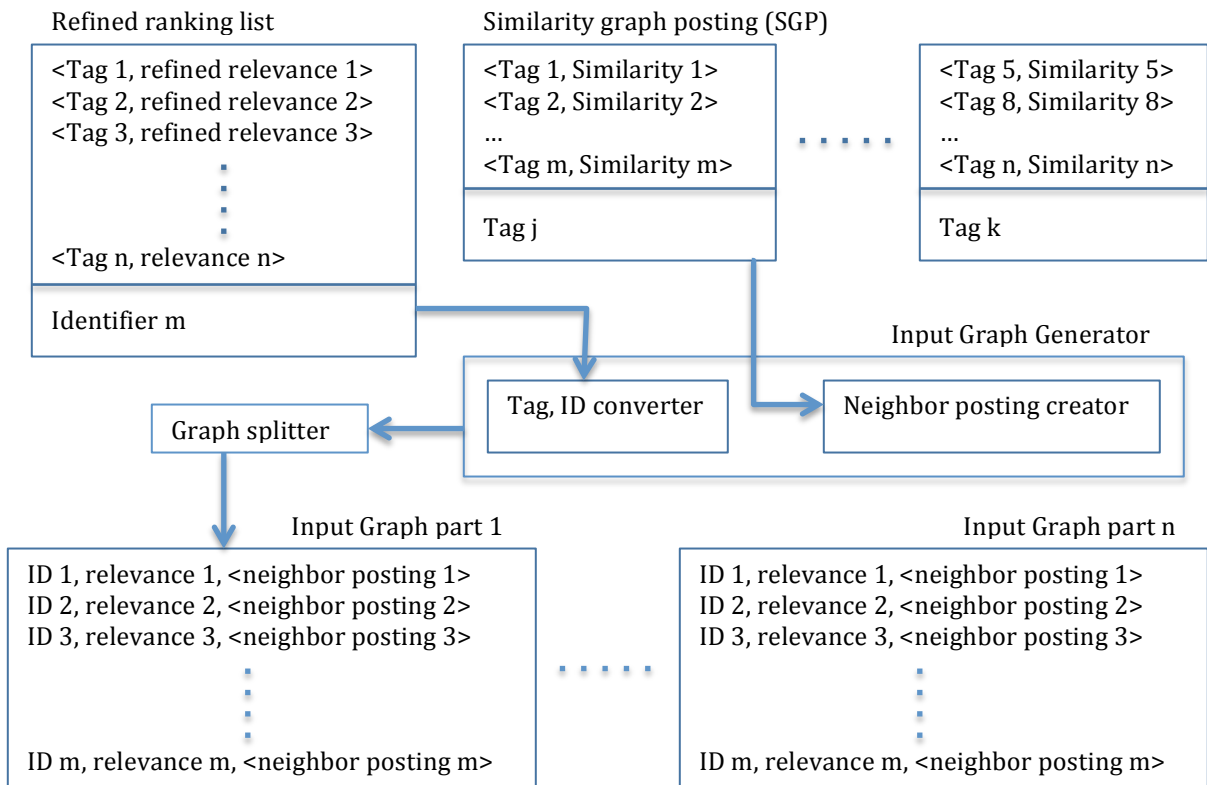 Refined ranking list
<Tag 1, refined relevance 1>
<Tag 2, refined relevance 2>
<Tag 3, refined relevance 3>
<Tag n, relevance n>
Identifier m
Similarity graph posting (SGP)
<Tag 1, Similarity 1>
<Tag 2, Similarity 2>
...
<Tag m, Similarity m>
Tag j
<Tag 5, Similarity 5>
<Tag 8, Similarity 8>
...
<Tag n, Similarity n>
Tag k
Input Graph Generator
Tag, ID converter
Neighbor posting creator
Graph splitter
Input Graph part 1
ID 1, relevance 1, <neighbor posting 1>
ID 2, relevance 2, <neighbor posting 2>
ID 3, relevance 3, <neighbor posting 3>
ID m, relevance m, <neighbor posting m>
Input Graph part n
ID 1, relevance 1, <neighbor posting 1>
ID 2, relevance 2, <neighbor posting 2>
ID 3, relevance 3, <neighbor posting 3>
ID m, relevance m, <neighbor posting m>